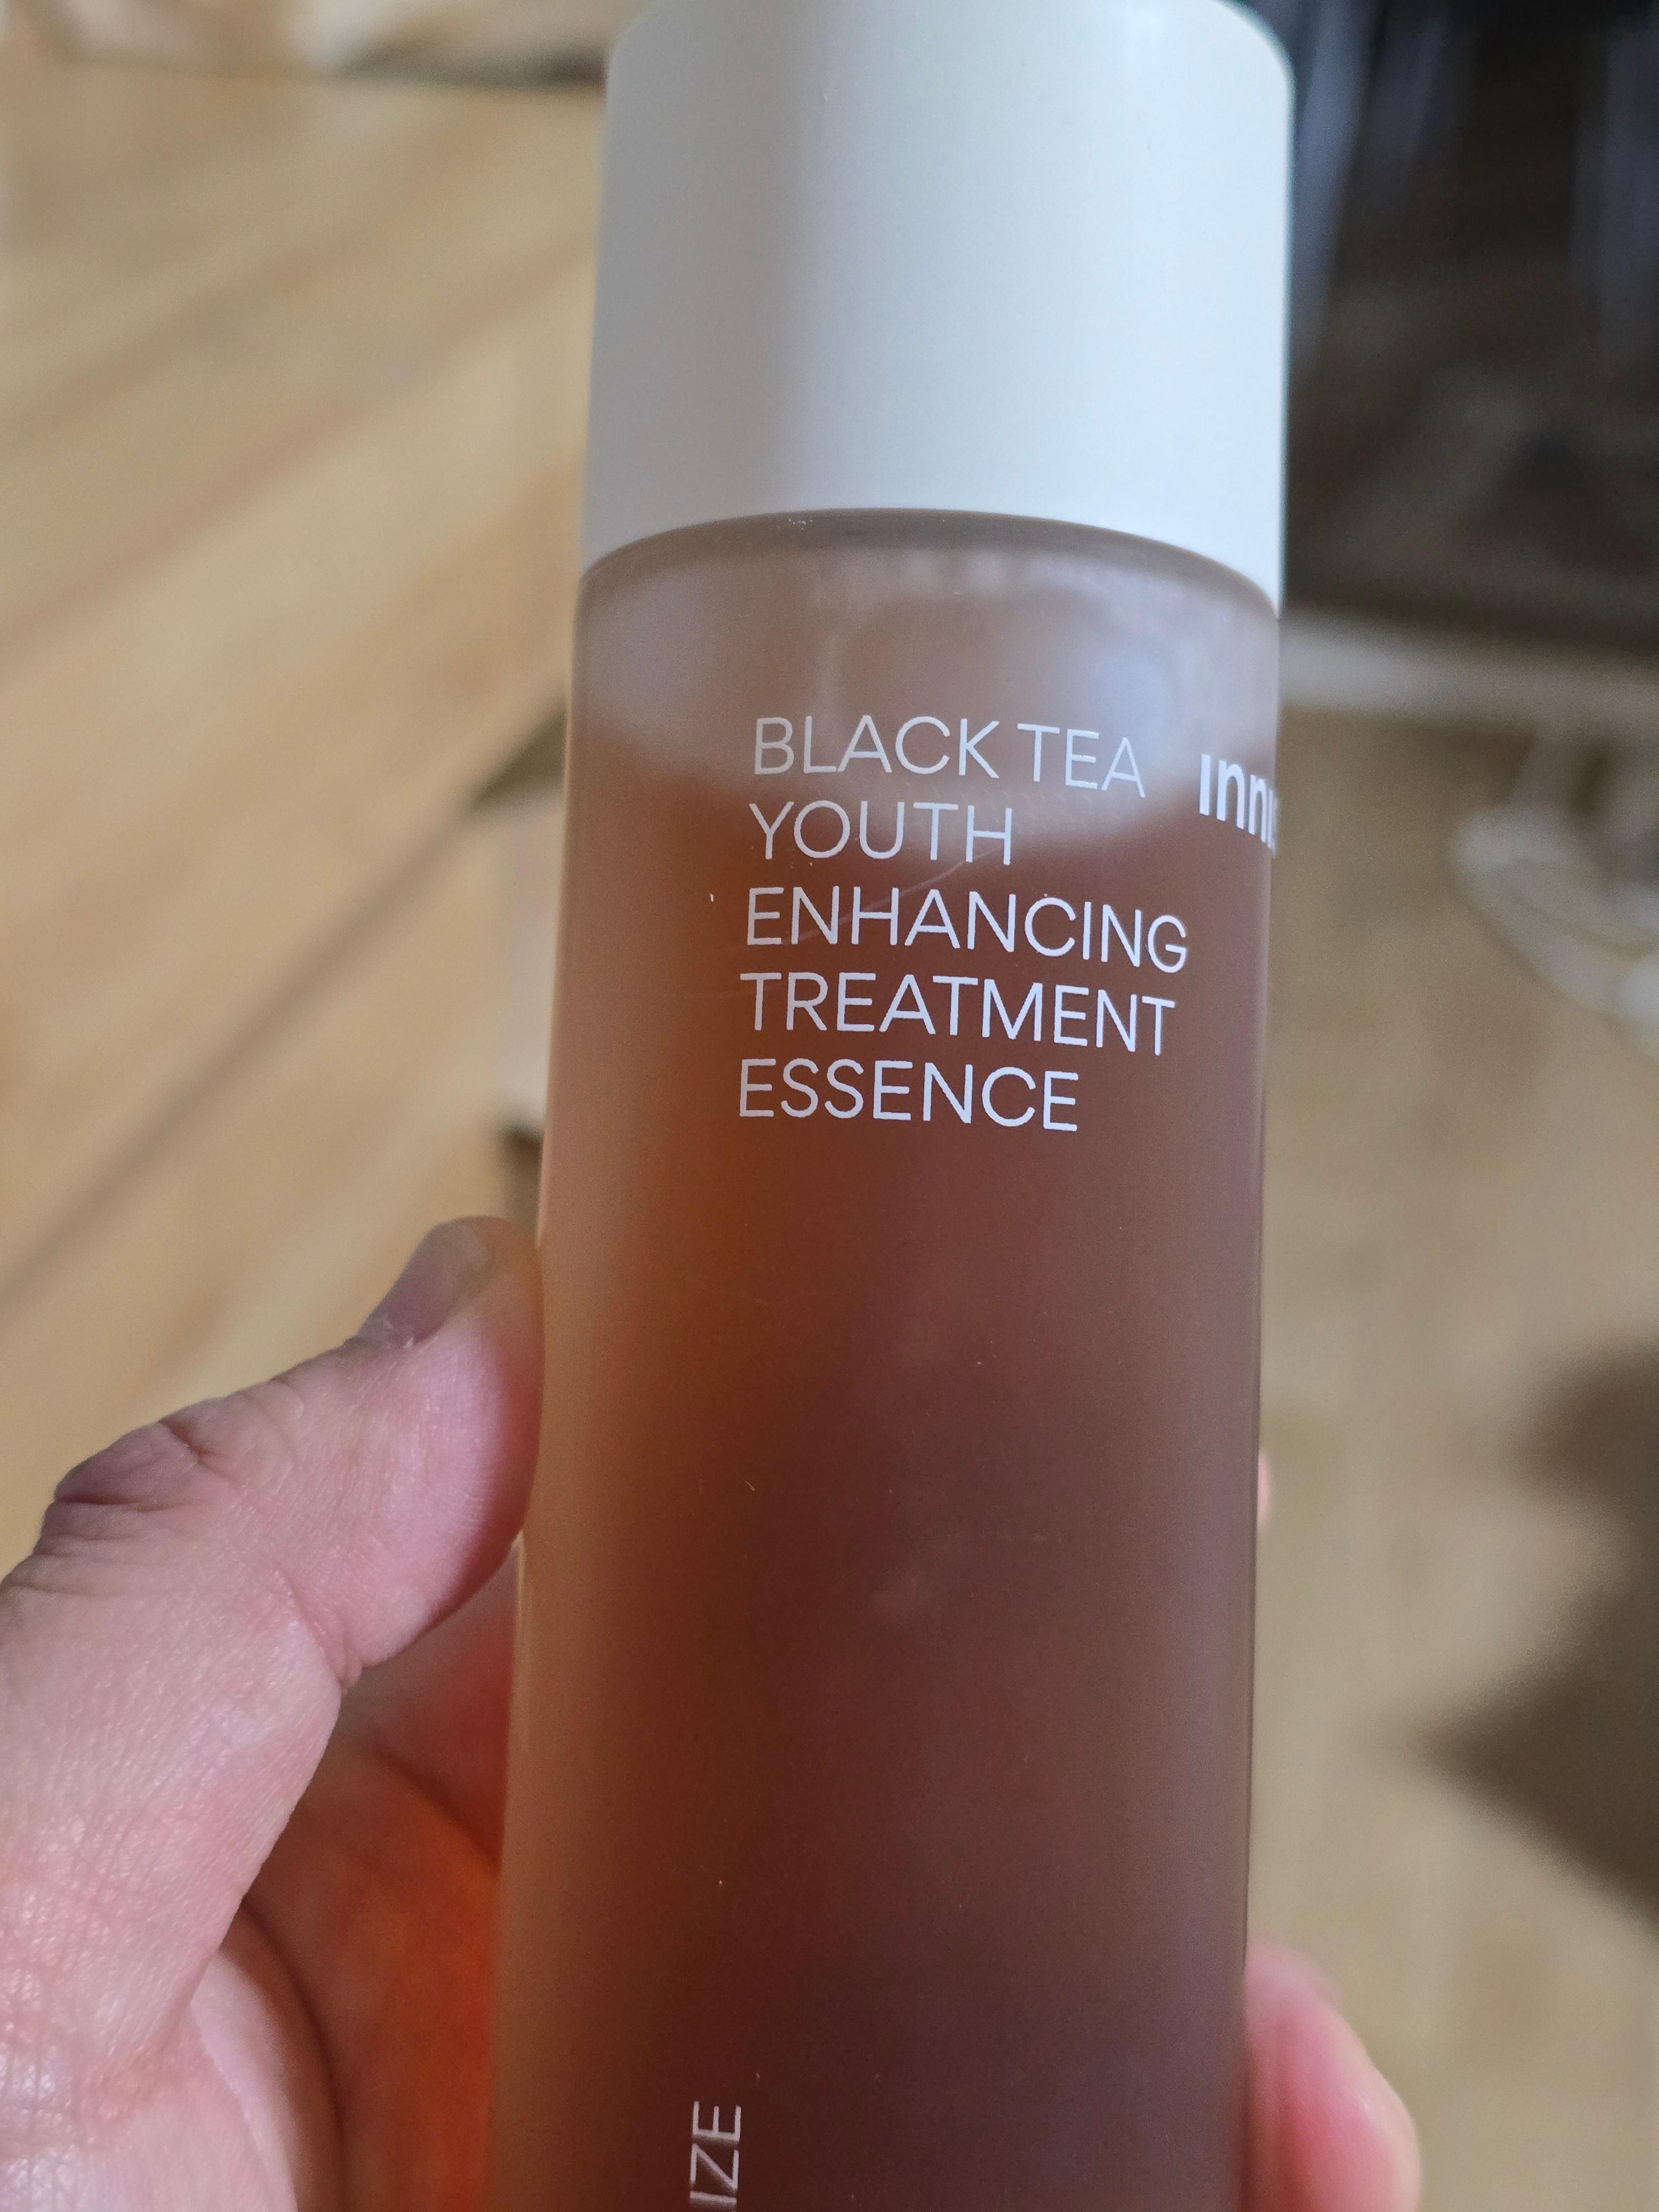 BLACK TEA
YOUTH
ENHANCING
TREATMENT
ESSENCE